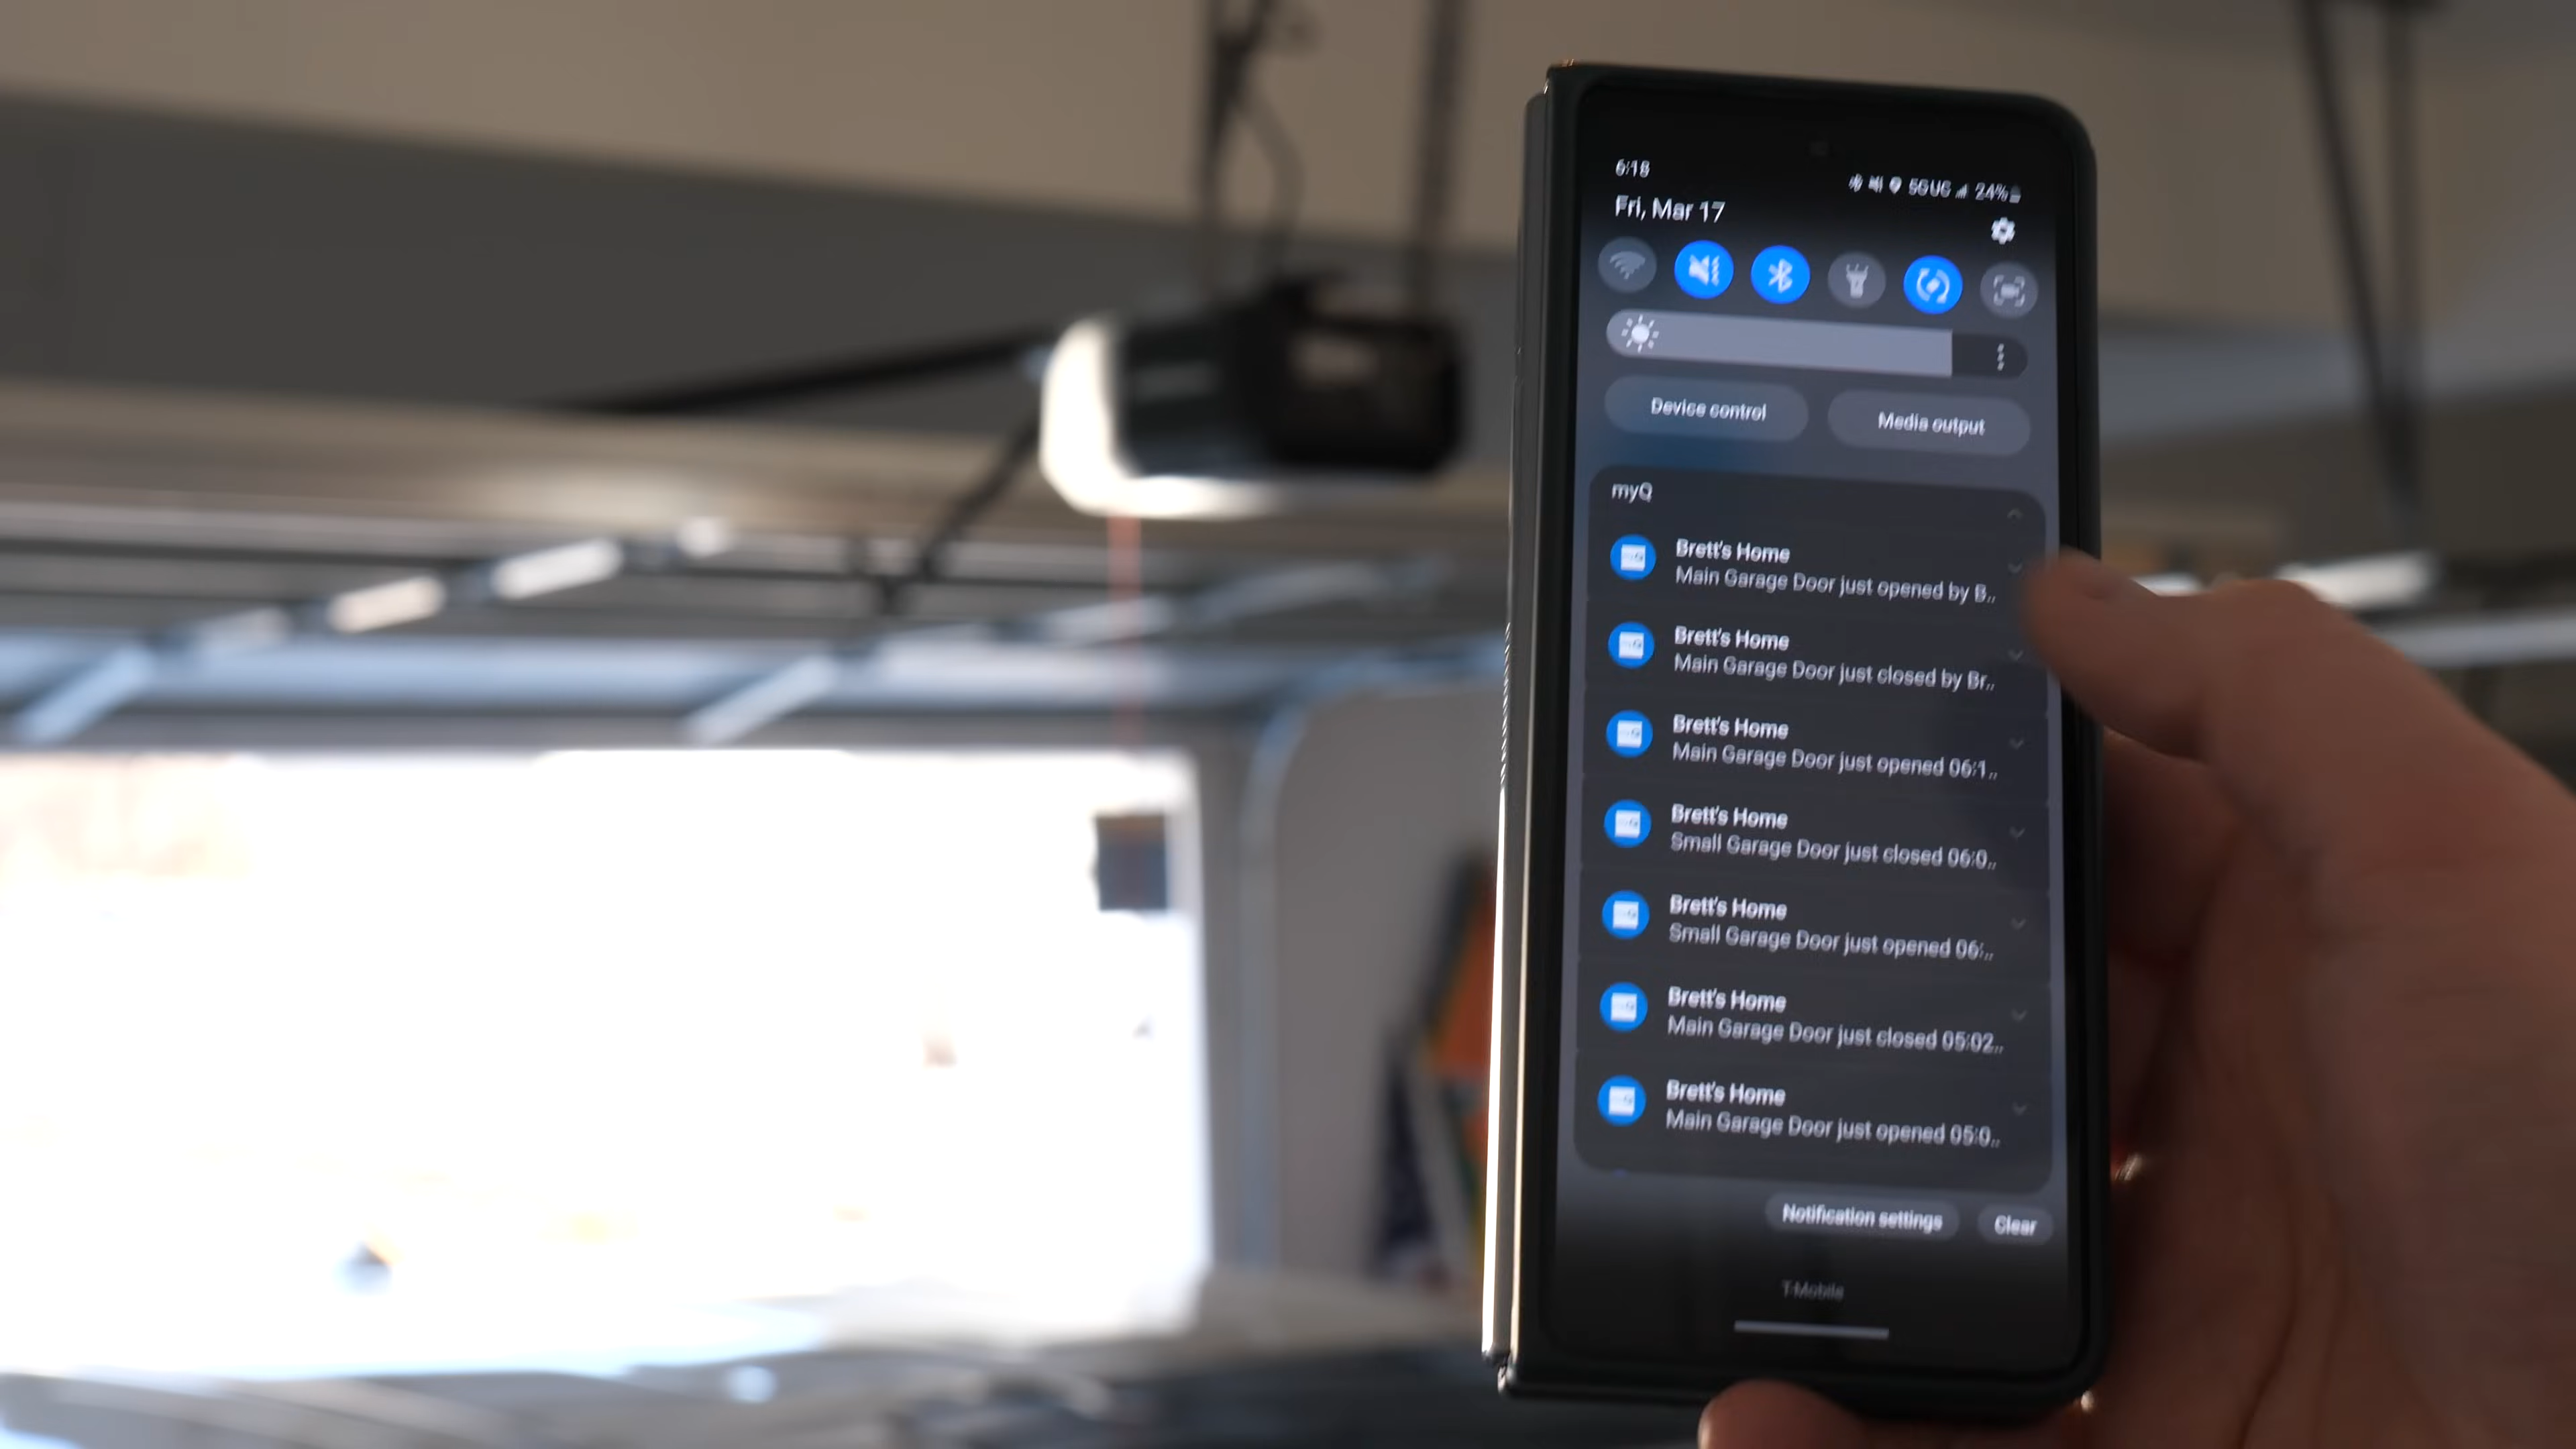 6:18
5G UC 24%
Fri, Mar 17
Device control
Media output
myQ
Brett's Home
Main Garage Door just opened by B..
Brett's Home
Main Garage Door just closed by Br..
Brett's Home
Main Garage Door just opened 06:1..
Brett's Home
Small Garage Door just closed 06:0..
Brett's Home
Small Garage Door just opened 06:..
Brett's Home
Main Garage Door just closed 05:02..
Brett's Home
Main Garage Door just opened 05:0..
Notification settings
Clear
T-Mobile